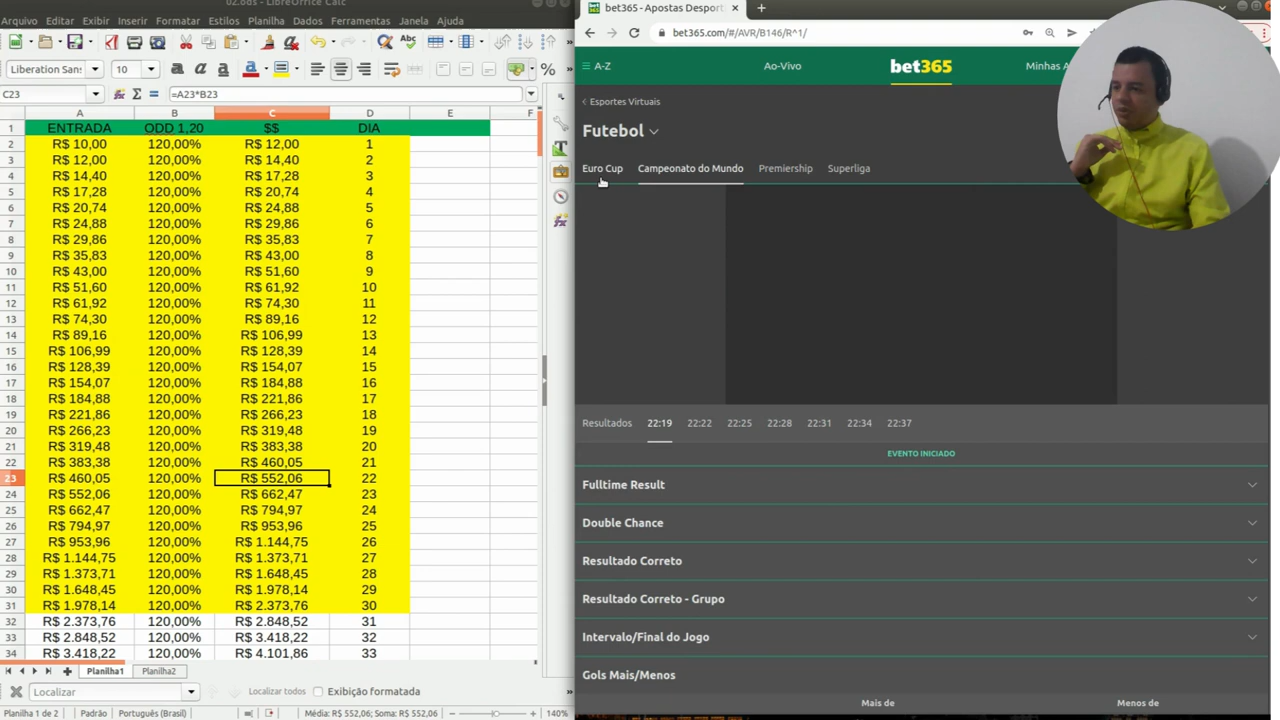 02.ods - LibreOffice Calc
Arquivo Editar Exibir Inserir Formatar Estilos Planilha Dados Ferramentas Janela Ajuda
Liberation Sans 10
C23 =A23*B23
A B C D E F
1 ENTRADA ODD 1,20 $$ DIA
2 R$ 10,00 120,00% R$ 12,00 1
3 R$ 12,00 120,00% R$ 14,40 2
4 R$ 14,40 120,00% R$ 17,28 3
5 R$ 17,28 120,00% R$ 20,74 4
6 R$ 20,74 120,00% R$ 24,88 5
7 R$ 24,88 120,00% R$ 29,86 6
8 R$ 29,86 120,00% R$ 35,83 7
9 R$ 35,83 120,00% R$ 43,00 8
10 R$ 43,00 120,00% R$ 51,60 9
11 R$ 51,60 120,00% R$ 61,92 10
12 R$ 61,92 120,00% R$ 74,30 11
13 R$ 74,30 120,00% R$ 89,16 12
14 R$ 89,16 120,00% R$ 106,99 13
15 R$ 106,99 120,00% R$ 128,39 14
16 R$ 128,39 120,00% R$ 154,07 15
17 R$ 154,07 120,00% R$ 184,88 16
18 R$ 184,88 120,00% R$ 221,86 17
19 R$ 221,86 120,00% R$ 266,23 18
20 R$ 266,23 120,00% R$ 319,48 19
21 R$ 319,48 120,00% R$ 383,38 20
22 R$ 383,38 120,00% R$ 460,05 21
23 R$ 460,05 120,00% R$ 552,06 22
24 R$ 552,06 120,00% R$ 662,47 23
25 R$ 662,47 120,00% R$ 794,97 24
26 R$ 794,97 120,00% R$ 953,96 25
27 R$ 953,96 120,00% R$ 1.144,75 26
28 R$ 1.144,75 120,00% R$ 1.373,71 27
29 R$ 1.373,71 120,00% R$ 1.648,45 28
30 R$ 1.648,45 120,00% R$ 1.978,14 29
31 R$ 1.978,14 120,00% R$ 2.373,76 30
32 R$ 2.373,76 120,00% R$ 2.848,52 31
33 R$ 2.848,52 120,00% R$ 3.418,22 32
34 R$ 3.418,22 120,00% R$ 4.101,86 33
Planilha1 Planilha2
Localizar Localizar todos Exibição formatada
Planilha 1 de 2 Padrão Português (Brasil) Média: R$ 552,06; Soma: R$ 552,06 140%
bet365 - Apostas Desport
bet365.com/#/AVR/B146/R^1/
A-Z Ao-Vivo bet365 Minhas A
Esportes Virtuais
Futebol
Euro Cup Campeonato do Mundo Premiership Superliga
Resultados 22:19 22:22 22:25 22:28 22:31 22:34 22:37
EVENTO INICIADO
Fulltime Result
Double Chance
Resultado Correto
Resultado Correto - Grupo
Intervalo/Final do Jogo
Gols Mais/Menos
Mais de Menos de